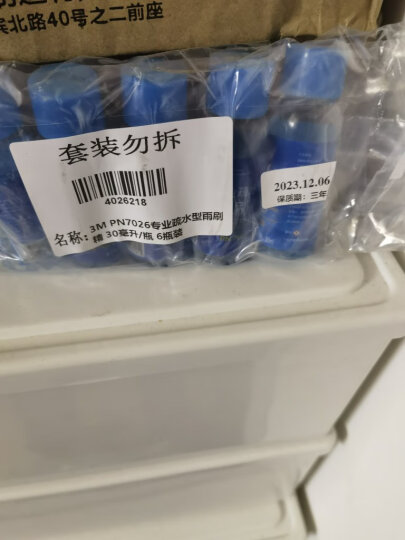 滨北路40号之二前座
套装勿拆
4026218
名称：
3M PN7026专业疏水型雨刷
精 30毫升/瓶 6瓶装
2023.12.06
保质期：三年